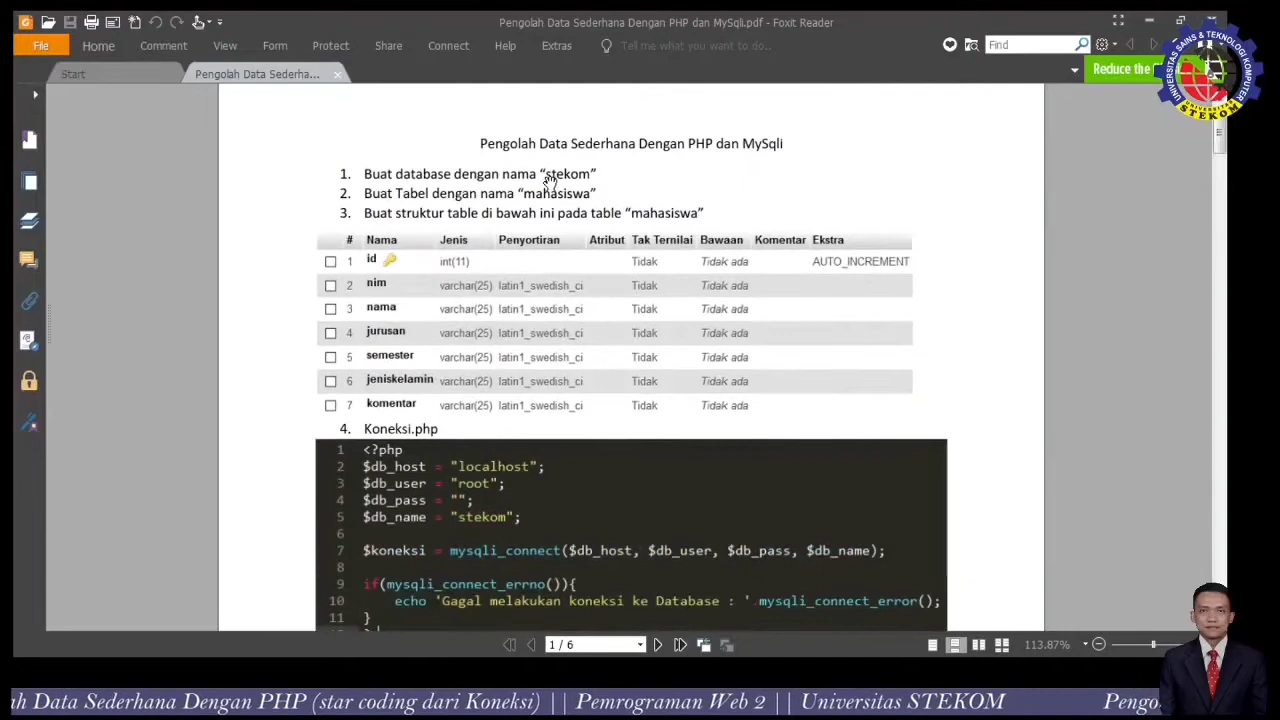 Pengolah Data Sederhana Dengan PHP dan MySqli.pdf - Foxit Reader
File Home Comment View Form Protect Share Connect Help Extras Tell me what you want to do.. Find
Start Pengolah Data Sederha... Reduce the
UNIVERSITAS SAINS & TEKNOLOGI KOMPUTER
UNIVERSITAS
STEKOM
Pengolah Data Sederhana Dengan PHP dan MySqli
1. Buat database dengan nama “stekom”
2. Buat Tabel dengan nama “mahasiswa”
3. Buat struktur table di bawah ini pada table “mahasiswa”
# Nama Jenis Penyortiran Atribut Tak Ternilai Bawaan Komentar Ekstra
1 id int(11) Tidak Tidak ada AUTO_INCREMENT
2 nim varchar(25) latin1_swedish_ci Tidak Tidak ada
3 nama varchar(25) latin1_swedish_ci Tidak Tidak ada
4 jurusan varchar(25) latin1_swedish_ci Tidak Tidak ada
5 semester varchar(25) latin1_swedish_ci Tidak Tidak ada
6 jeniskelamin varchar(25) latin1_swedish_ci Tidak Tidak ada
7 komentar varchar(25) latin1_swedish_ci Tidak Tidak ada
4. Koneksi.php
1 <?php
2 $db_host = "localhost";
3 $db_user = "root";
4 $db_pass = "";
5 $db_name = "stekom";
6
7 $koneksi = mysqli_connect($db_host, $db_user, $db_pass, $db_name);
8
9 if(mysqli_connect_errno()){
10 echo 'Gagal melakukan koneksi ke Database : '.mysqli_connect_error();
11 }
1 / 6 113.87%
ah Data Sederhana Dengan PHP (star coding dari Koneksi) || Pemrograman Web 2 || Universitas STEKOM Pengo